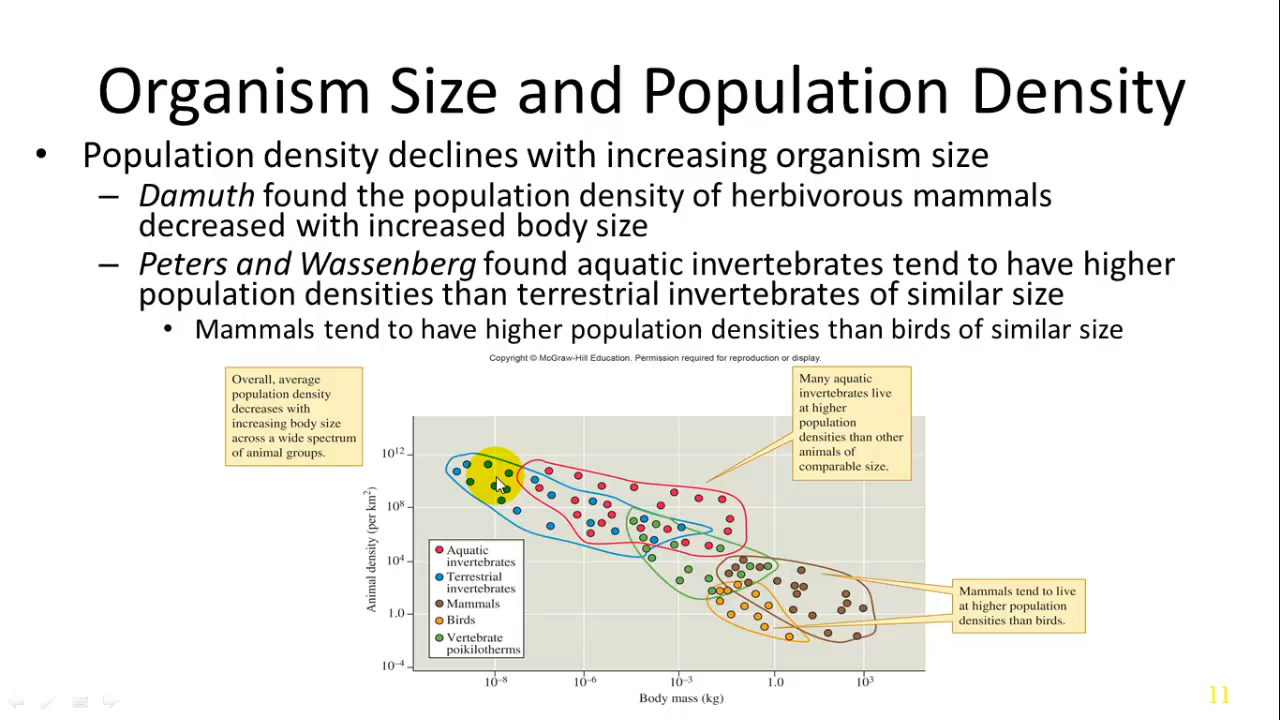 Organism Size and Population Density
• Population density declines with increasing organism size
– Damuth found the population density of herbivorous mammals
decreased with increased body size
– Peters and Wassenberg found aquatic invertebrates tend to have higher
population densities than terrestrial invertebrates of similar size
• Mammals tend to have higher population densities than birds of similar size
Copyright © McGraw-Hill Education. Permission required for reproduction or display.
Overall, average
population density
decreases with
increasing body size
across a wide spectrum
of animal groups.
Many aquatic
invertebrates live
at higher
population
densities than other
animals of
comparable size.
Animal density (per km²)
10¹²
10⁸
10⁴
1.0
10⁻⁴
Aquatic
invertebrates
Terrestrial
invertebrates
Mammals
Birds
Vertebrate
poikilotherms
Mammals tend to live
at higher population
densities than birds.
10⁻⁸ 10⁻⁶ 10⁻³ 1.0 10³
Body mass (kg)
11